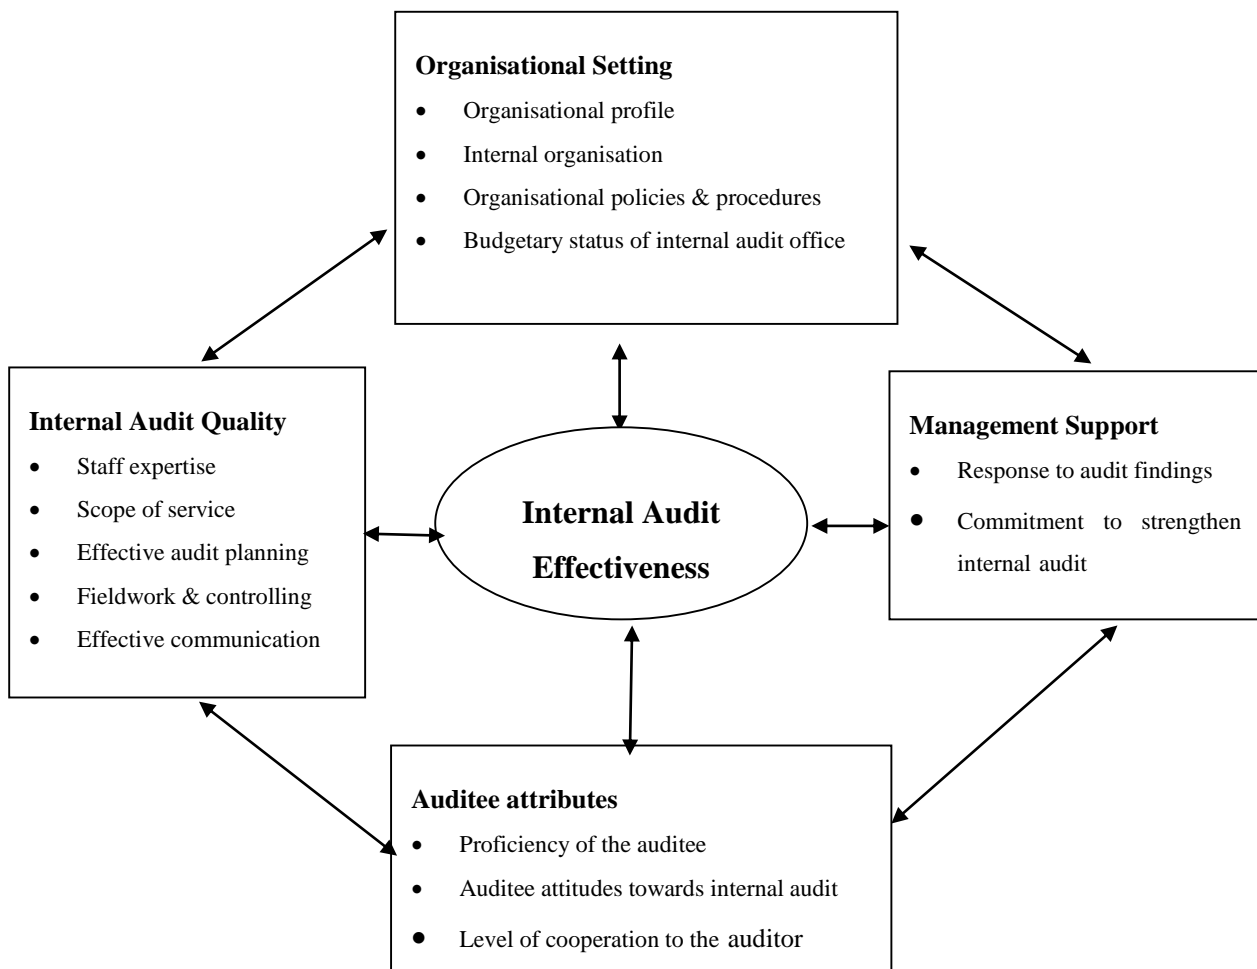 Organisational Setting
• Organisational profile
• Internal organisation
• Organisational policies & procedures
• Budgetary status of internal audit office
Internal Audit Quality
• Staff expertise
• Scope of service
• Effective audit planning
• Fieldwork & controlling
• Effective communication
Internal Audit
Effectiveness
Management Support
• Response to audit findings
• Commitment to strengthen
internal audit
Auditee attributes
• Proficiency of the auditee
• Auditee attitudes towards internal audit
• Level of cooperation to the auditor